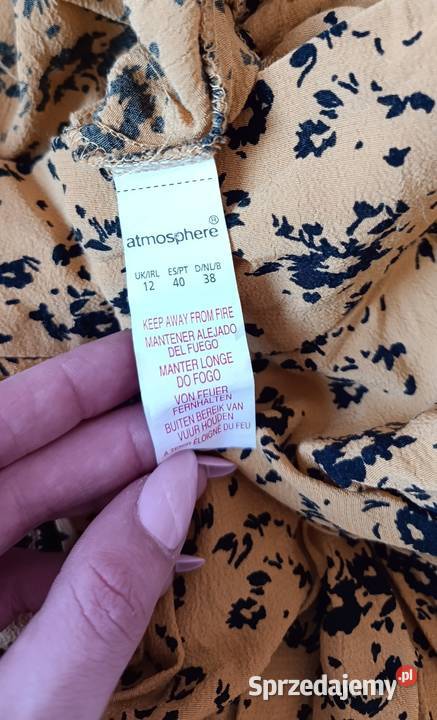 atmosphere®
UK/IRL ES/PT D/NL/B
12 40 38
KEEP AWAY FROM FIRE
MANTENER ALEJADO
DEL FUEGO
MANTER LONGE
DO FOGO
VON FEUER
FERNHALTEN
BUITEN BEREIK VAN
VUUR HOUDEN
A TENIR ÉLOIGNÉ DU FEU
Sprzedajemy.pl